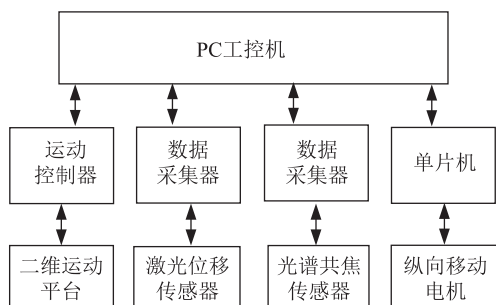 PC工控机
运动
控制器
数据
采集器
数据
采集器
单片机
二维运动
平台
激光位移
传感器
光谱共焦
传感器
纵向移动
电机